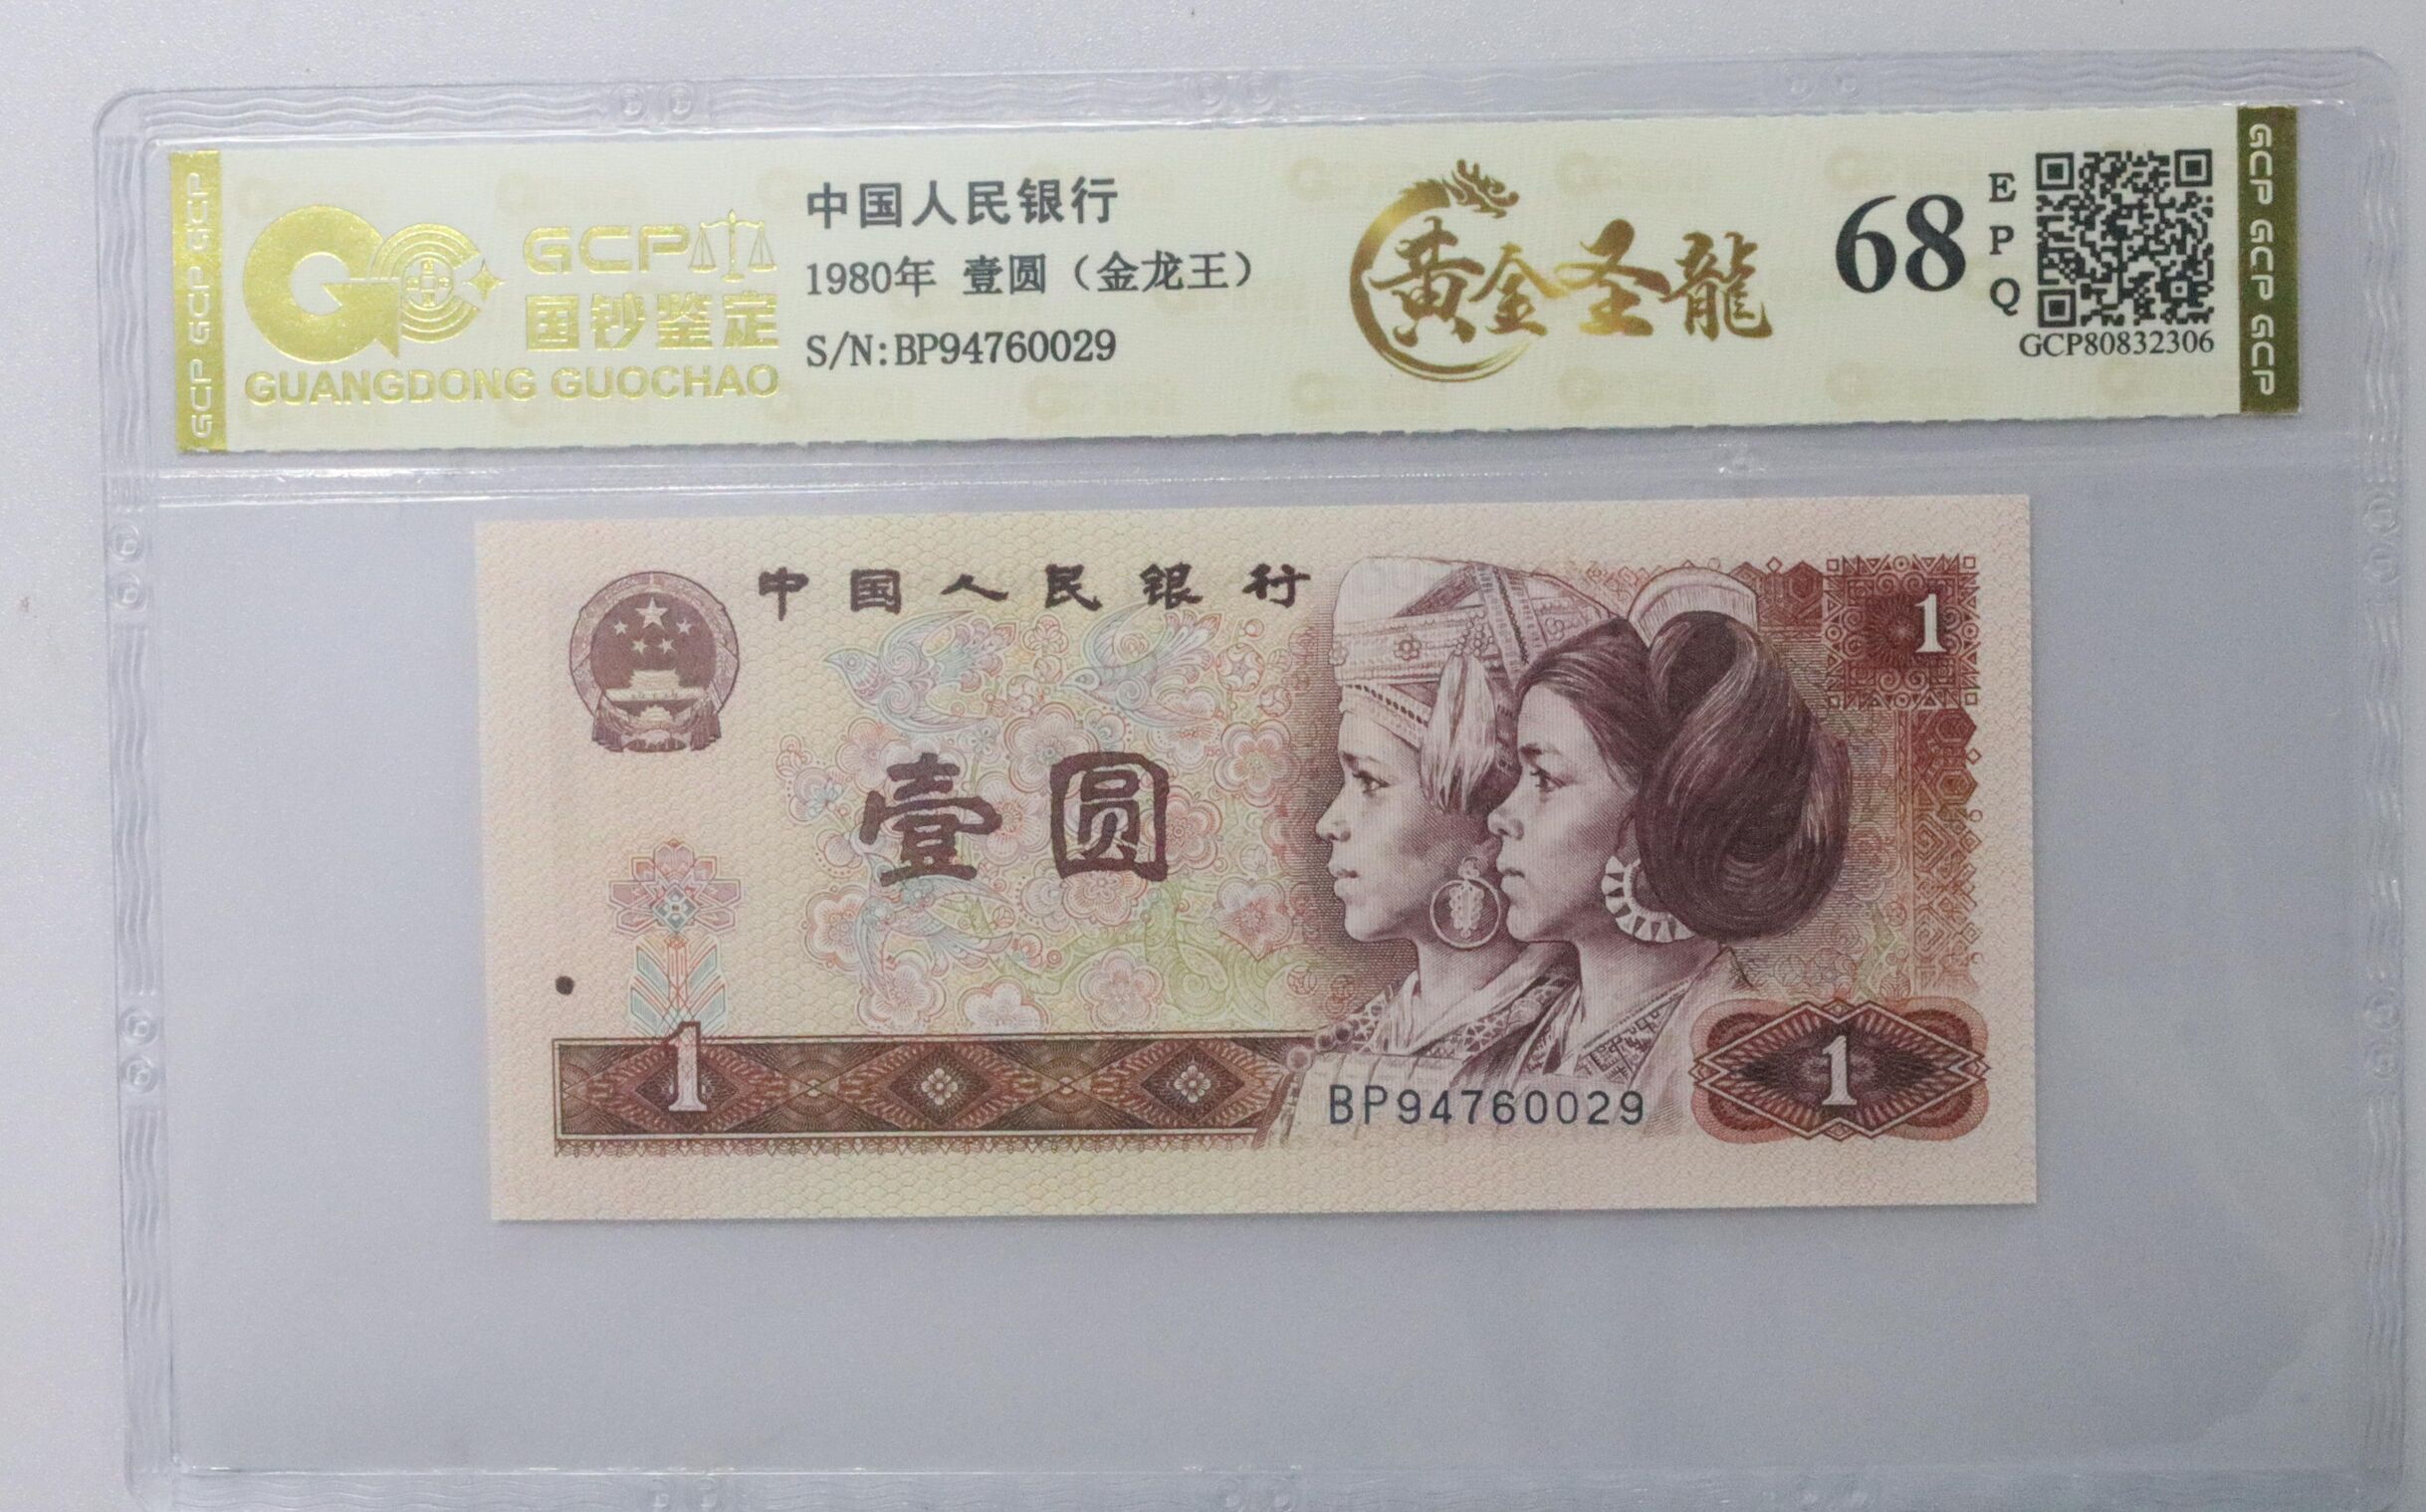 GCP GCP GCP
GCP
国钞鉴定
GUANGDONG GUOCHAO
中国人民银行
1980年 壹圆（金龙王）
S/N:BP94760029
黄金圣龍
68
EPQ
GCP80832306
GCP GCP GCP
中国人民银行
1
壹圆
1
BP94760029
1